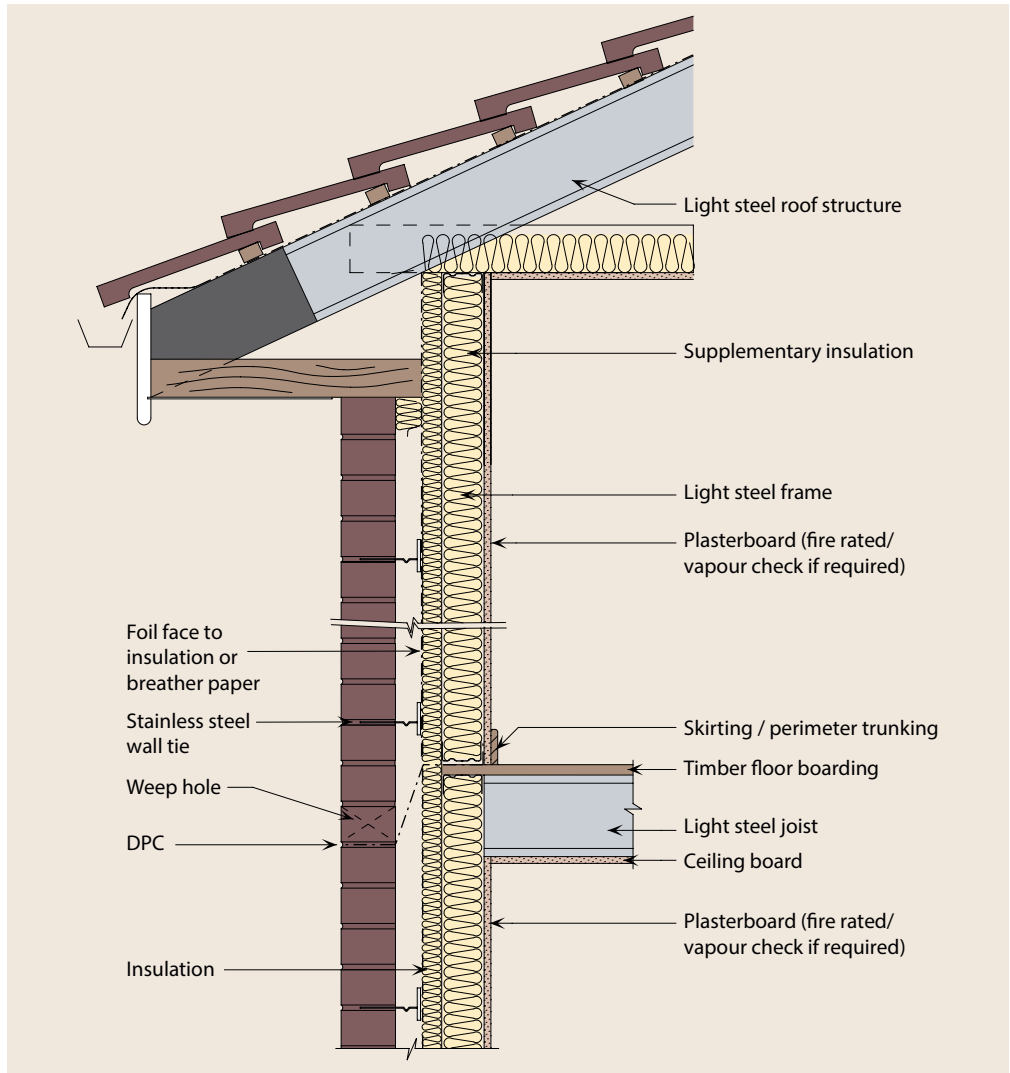 Light steel roof structure
Supplementary insulation
Light steel frame
Plasterboard (fire rated/
vapour check if required)
Foil face to
insulation or
breather paper
Stainless steel
wall tie
Weep hole
DPC
Insulation
Skirting / perimeter trunking
Timber floor boarding
Light steel joist
Ceiling board
Plasterboard (fire rated/
vapour check if required)